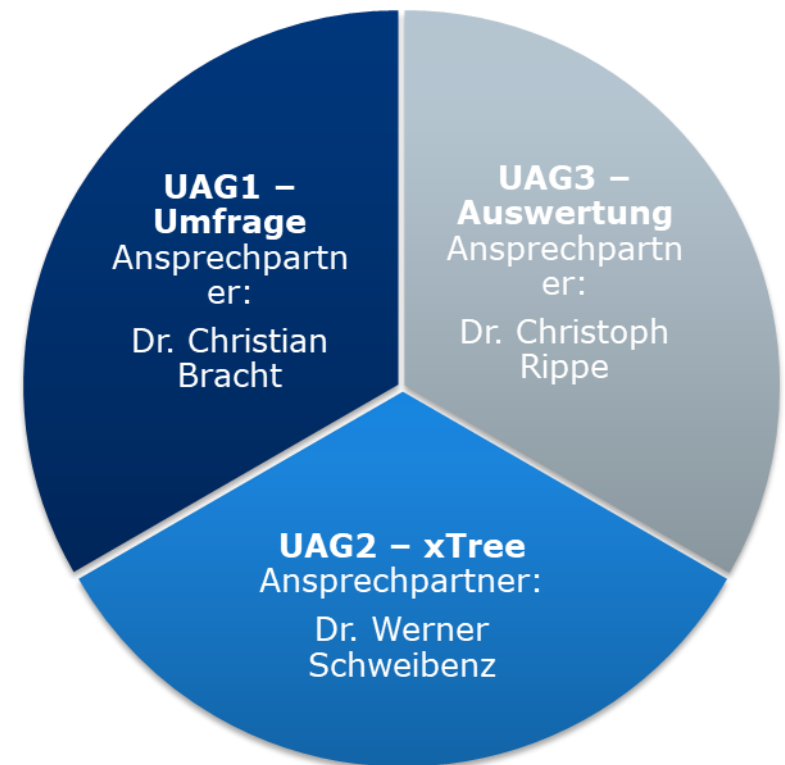 UAG1 –
Umfrage
Ansprechpartn
er:
Dr. Christian
Bracht
UAG3 –
Auswertung
Ansprechpartn
er:
Dr. Christoph
Rippe
UAG2 – xTree
Ansprechpartner:
Dr. Werner
Schweibenz